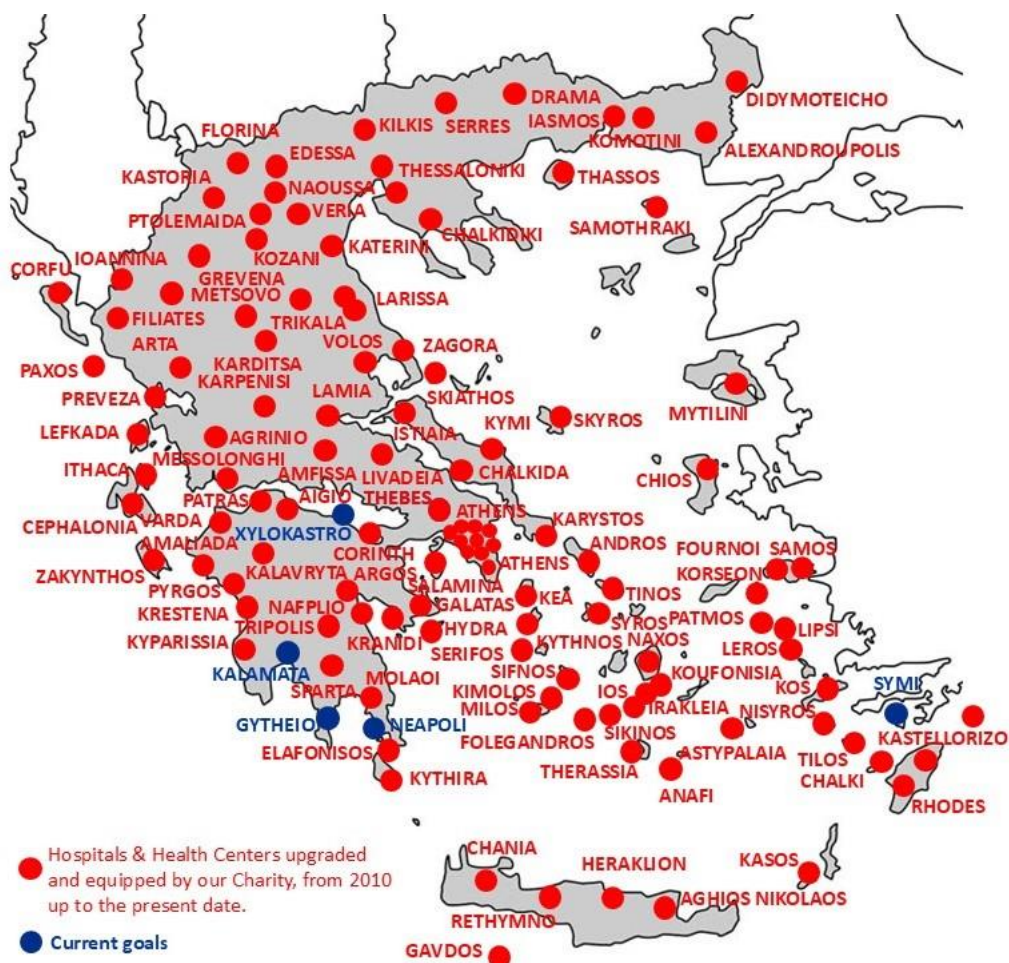 DRAMA
DIDYMOTEICHO
IASMOS
KILKIS
SERRES
FLORINA
KOMOTINI
ALEXANDROUPOLIS
EDESSA
KASTORIA
THESSALONIKI
THASSOS
NAOUSSA
PTOLEMAIDA
VERIA
SAMOTHRAKI
CHALKIDIKI
KATERINI
IOANNINA
KOZANI
CORFU
GREVENA
METSOVO
LARISSA
FILIATES
TRIKALA
VOLOS
ARTA
ZAGORA
KARDITSA
PAXOS
KARPENISI
LAMIA
SKIATHOS
PREVEZA
MYTILINI
KYMI
SKYROS
ISTIAIA
LEFKADA
AGRINIO
MESSOLONGHI
ITHACA
AMFISSA
LIVADEIA
CHALKIDA
CHIOS
PATRAS
AIGIO
THEBES
ATHENS
CEPHALONIA
VARDA
KARYSTOS
XYLOKASTRO
AMALIADA
CORINTH
ANDROS
FOURNOI
SAMOS
ZAKYNTHOS
KALAVRYTA
ARGOS
ATHENS
KORSEON
PYRGOS
SALAMINA
KEA
TINOS
KRESTENA
NAFPLIO
GALATAS
SYROS
PATMOS
TRIPOLIS
HYDRA
LIPSI
KYPARISSIA
KRANIDI
KYTHNOS
NAXOS
LEROS
SERIFOS
KALAMATA
MOLAOI
SIFNOS
KOUFONISIA
SPARTA
KIMOLOS
IOS
KOS
SYMI
MILOS
IRAKLEIA
NISYROS
GYTHEIO
NEAPOLI
FOLEGANDROS
SIKINOS
KASTELLORIZO
ELAFONISOS
ASTYPALAIA
TILOS
THERASSIA
CHALKI
KYTHIRA
ANAFI
RHODES
CHANIA
HERAKLION
KASOS
Hospitals & Health Centers upgraded
and equipped by our Charity, from 2010
up to the present date.
AGHIOS NIKOLAOS
RETHYMNO
Current goals
GAVDOS